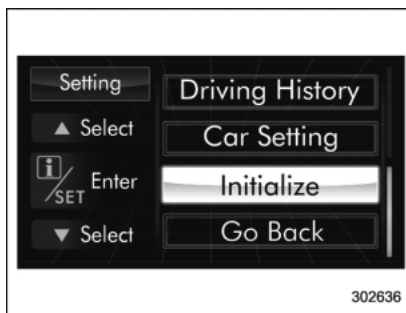 Setting
▲ Select
i/SET Enter
▼ Select
Driving History
Car Setting
Initialize
Go Back
302636